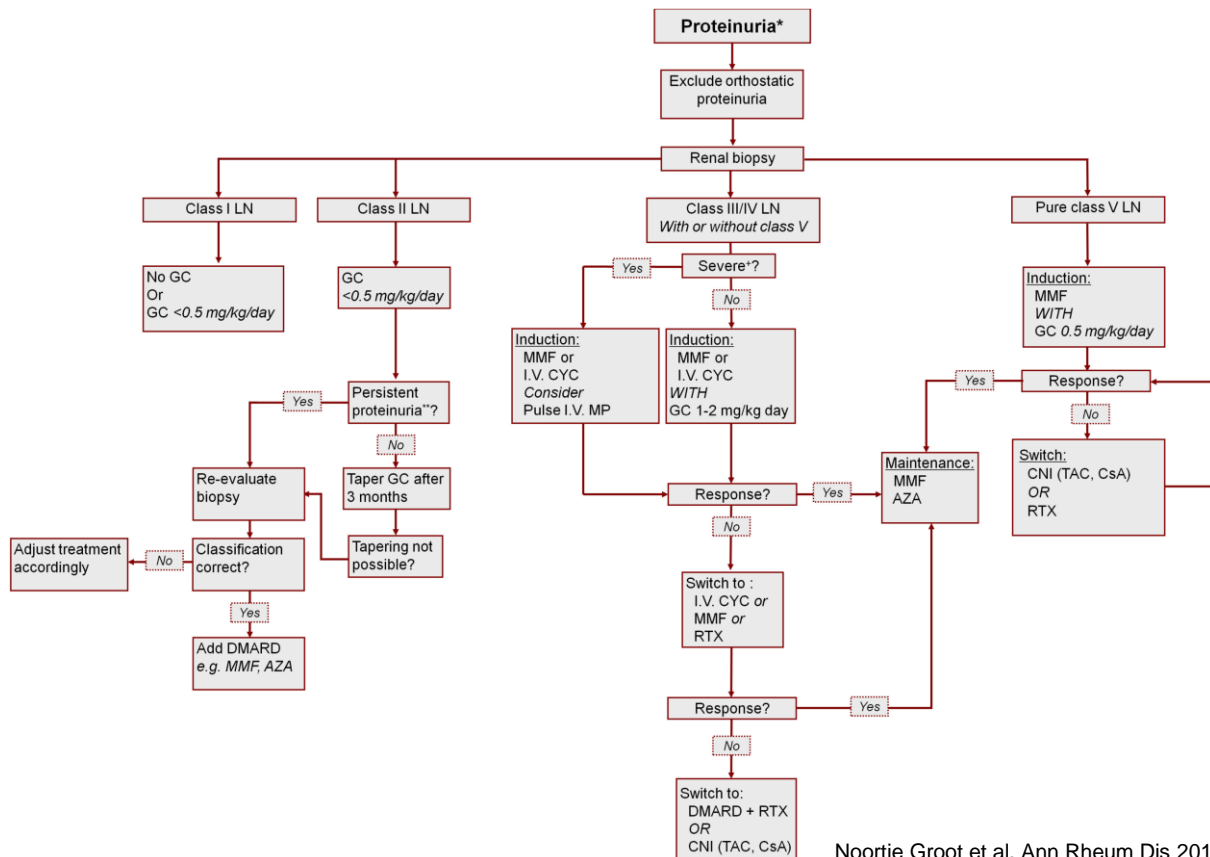 Proteinuria*
Exclude orthostatic
proteinuria
Renal biopsy
Class I LN
No GC
Or
GC <0.5 mg/kg/day
Class II LN
GC
<0.5 mg/kg/day
Persistent
proteinuria**?
Yes
No
Taper GC after
3 months
Tapering not
possible?
Re-evaluate
biopsy
Classification
correct?
No
Adjust treatment
accordingly
Yes
Add DMARD
e.g. MMF, AZA
Class III/IV LN
With or without class V
Severe+?
Yes
No
Induction:
MMF or
I.V. CYC
Consider
Pulse I.V. MP
Induction:
MMF or
I.V. CYC
WITH
GC 1-2 mg/kg day
Response?
Yes
No
Switch to :
I.V. CYC or
MMF or
RTX
Response?
Yes
No
Switch to:
DMARD + RTX
OR
CNI (TAC, CsA)
Maintenance:
MMF
AZA
Pure class V LN
Induction:
MMF
WITH
GC 0.5 mg/kg/day
Response?
Yes
No
Switch:
CNI (TAC, CsA)
OR
RTX
Noortje Groot et al. Ann Rheum Dis 201